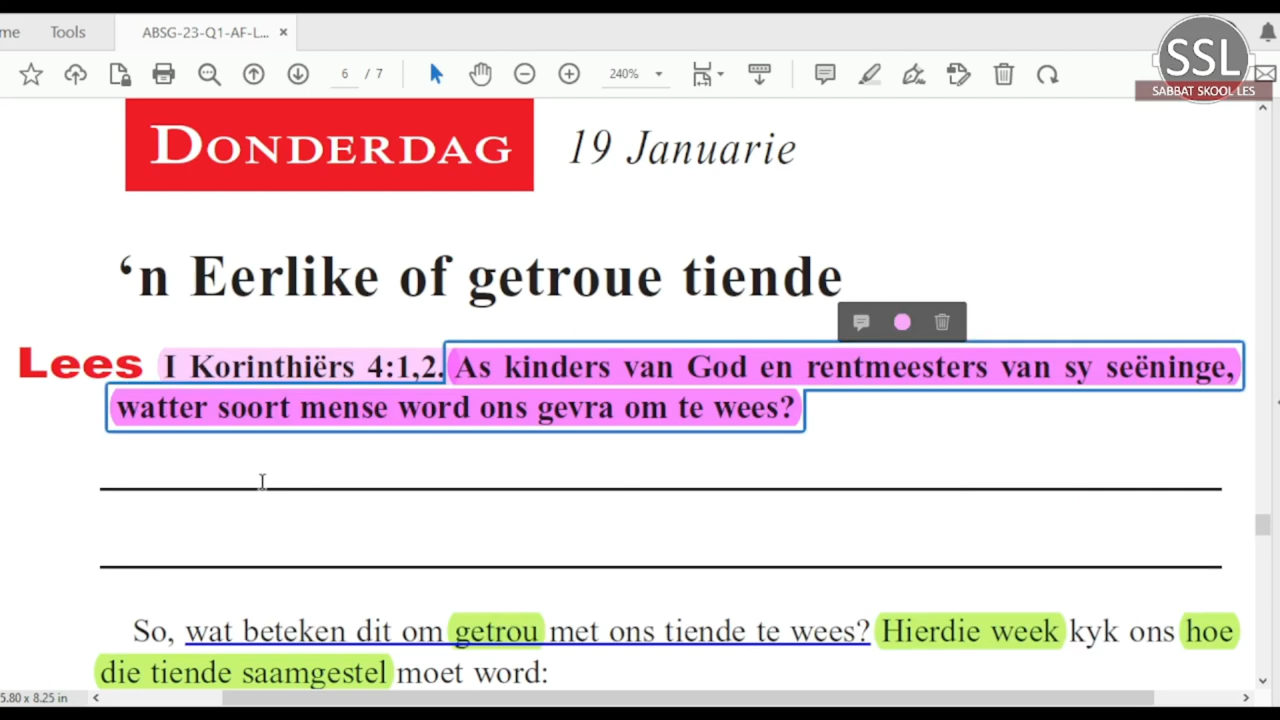 me Tools ABSG-23-Q1-AF-L... ×
SSL
SABBAT SKOOL LES
6 / 7 240%
DONDERDAG 19 Januarie
‘n Eerlike of getroue tiende
Lees I Korinthiërs 4:1,2. As kinders van God en rentmeesters van sy seëninge,
watter soort mense word ons gevra om te wees?
So, wat beteken dit om getrou met ons tiende te wees? Hierdie week kyk ons hoe
die tiende saamgestel moet word:
5.80 x 8.25 in